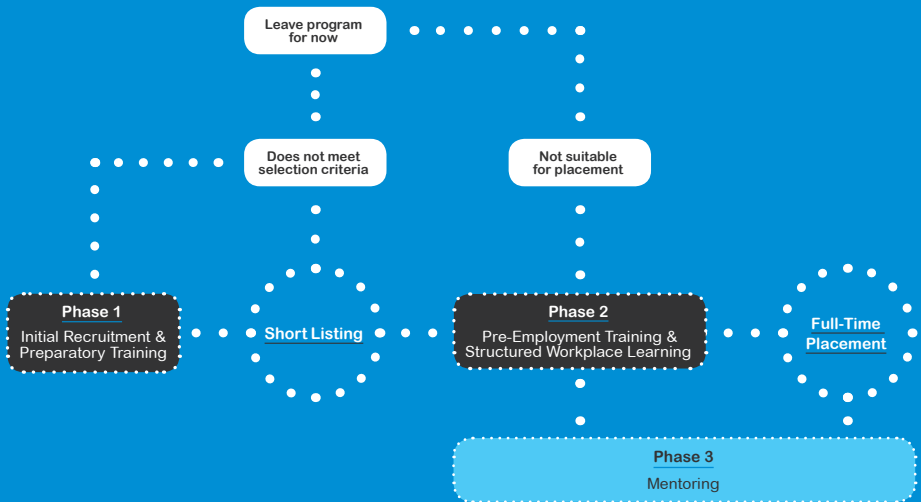 Leave program
for now
Does not meet
selection criteria
Not suitable
for placement
Phase 1
Initial Recruitment &
Preparatory Training
Short Listing
Phase 2
Pre-Employment Training &
Structured Workplace Learning
Full-Time
Placement
Phase 3
Mentoring